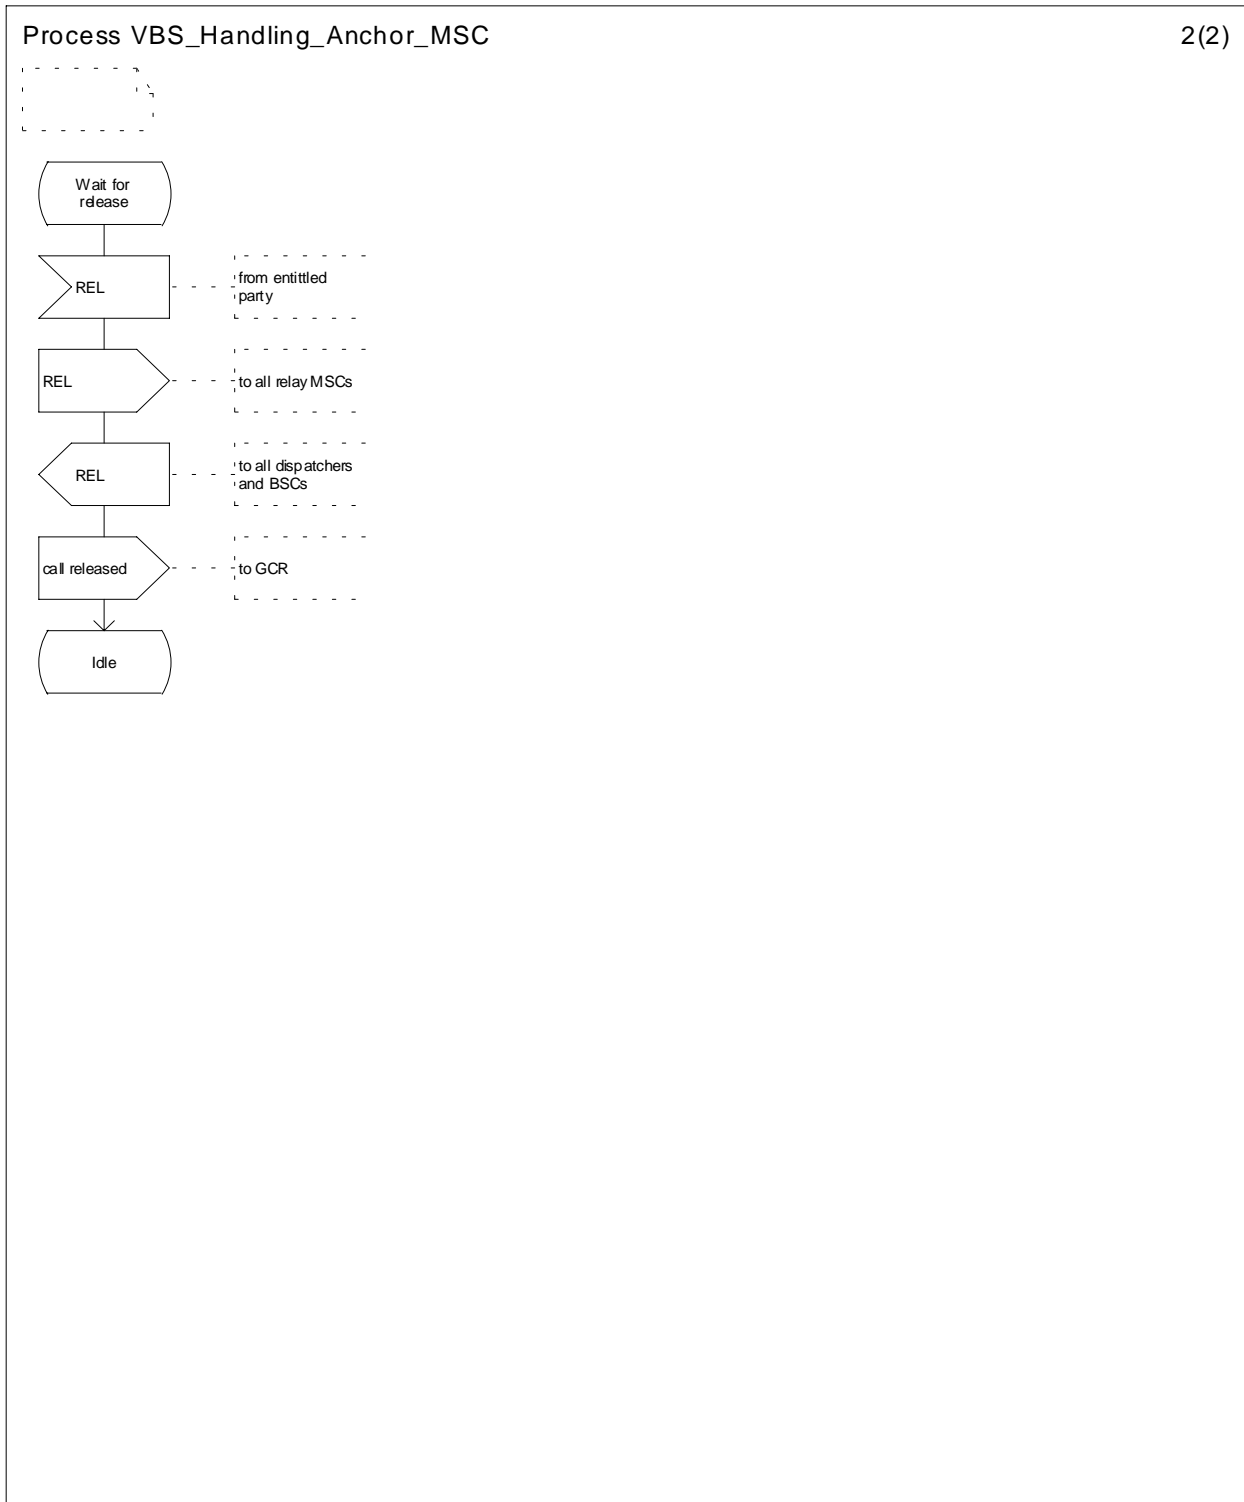 Process VBS_Handling_Anchor_MSC 2(2)
Wait for
release
REL
from entittled
party
REL
to all relay MSCs
REL
to all dispatchers
and BSCs
call released
to GCR
Idle